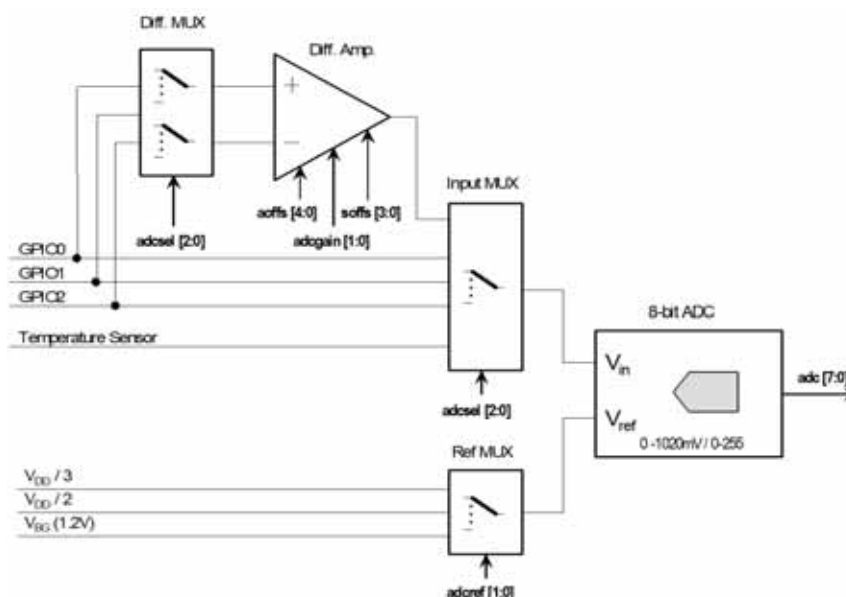 Diff. MUX
Diff. Amp.
+
−
aoffs [4:0]
soffs [3:0]
adcsel [2:0]
adcgain [1:0]
Input MUX
GPIO0
GPIO1
GPIO2
Temperature Sensor
adcsel [2:0]
8-bit ADC
Vin
adc [7:0]
Vref
0 -1020mV / 0-255
Ref MUX
VDD / 3
VDD / 2
VBG (1.2V)
adcref [1:0]